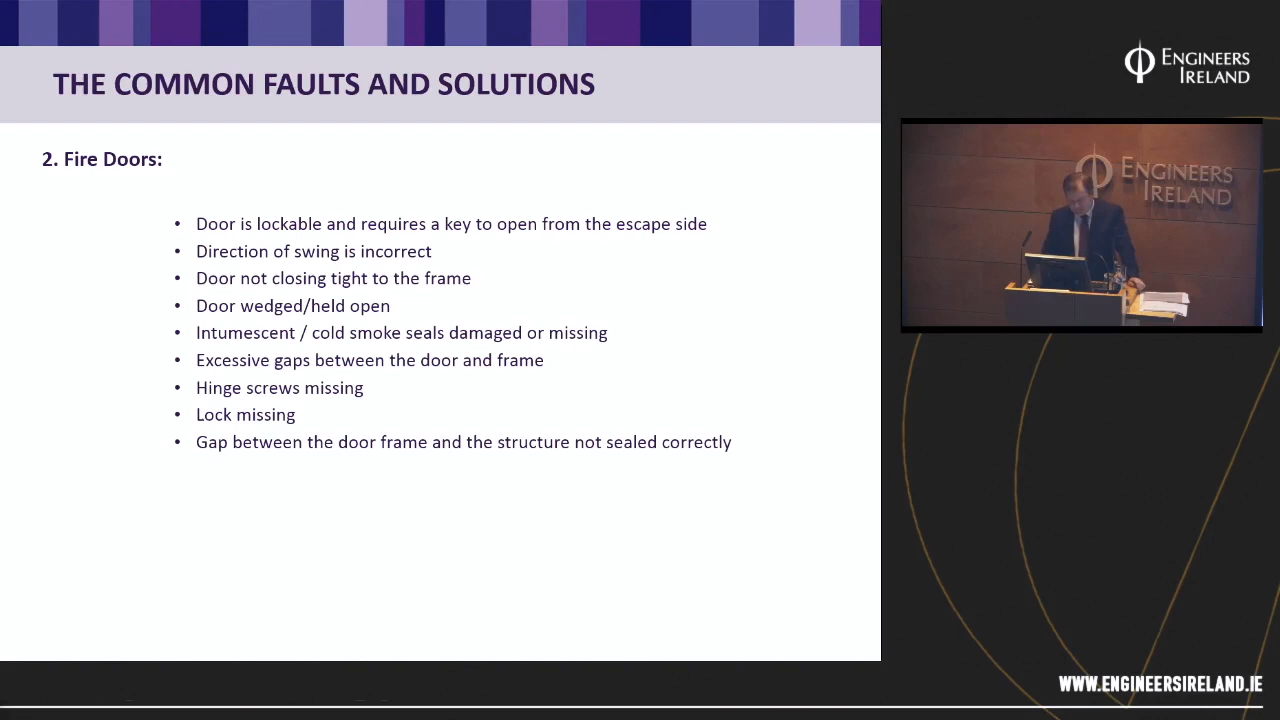 THE COMMON FAULTS AND SOLUTIONS
2. Fire Doors:
• Door is lockable and requires a key to open from the escape side
• Direction of swing is incorrect
• Door not closing tight to the frame
• Door wedged/held open
• Intumescent / cold smoke seals damaged or missing
• Excessive gaps between the door and frame
• Hinge screws missing
• Lock missing
• Gap between the door frame and the structure not sealed correctly
ENGINEERS
IRELAND
ENGINEERS
IRELAND
WWW.ENGINEERSIRELAND.IE